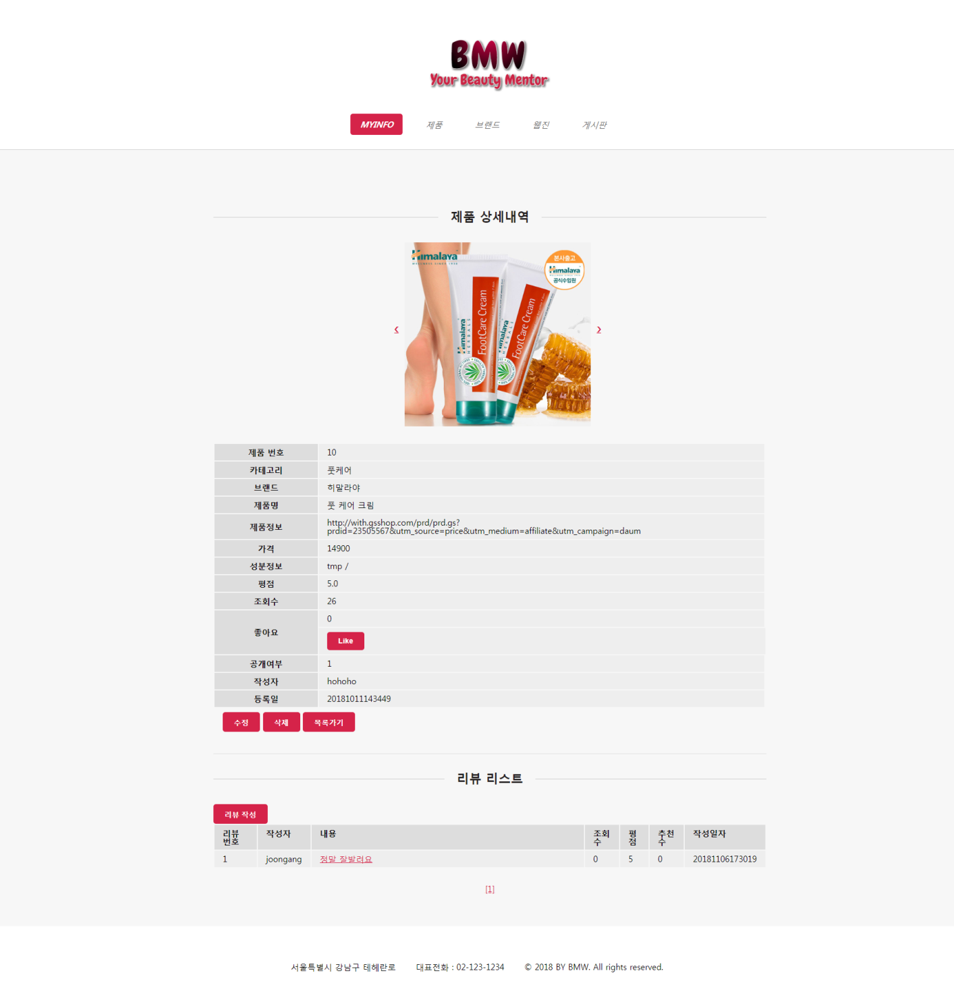 BMW
Your Beauty Mentor
MYINFO 제품 브랜드 웹진 게시판
제품 상세내역
Himalaya
WELLNESS SINCE 1930
본사출고
Himalaya
공식수입원
Himalaya
HERBALS
FootCare Cream
Himalaya
HERBALS
FootCare Cream
‹ ›
제품 번호 10
카테고리 풋케어
브랜드 히말라야
제품명 풋 케어 크림
제품정보 http://with.gsshop.com/prd/prd.gs?
prdid=23505567&utm_source=price&utm_medium=affiliate&utm_campaign=daum
가격 14900
성분정보 tmp /
평점 5.0
조회수 26
좋아요 0
Like
공개여부 1
작성자 hohoho
등록일 20181011143449
수정 삭제 목록가기
리뷰 리스트
리뷰 작성
리뷰 번호 작성자 내용 조회수 평점 추천수 작성일자
1 joongang 정말 잘발려요 0 5 0 20181106173019
[1]
서울특별시 강남구 테헤란로 대표전화 : 02-123-1234 © 2018 BY BMW. All rights reserved.